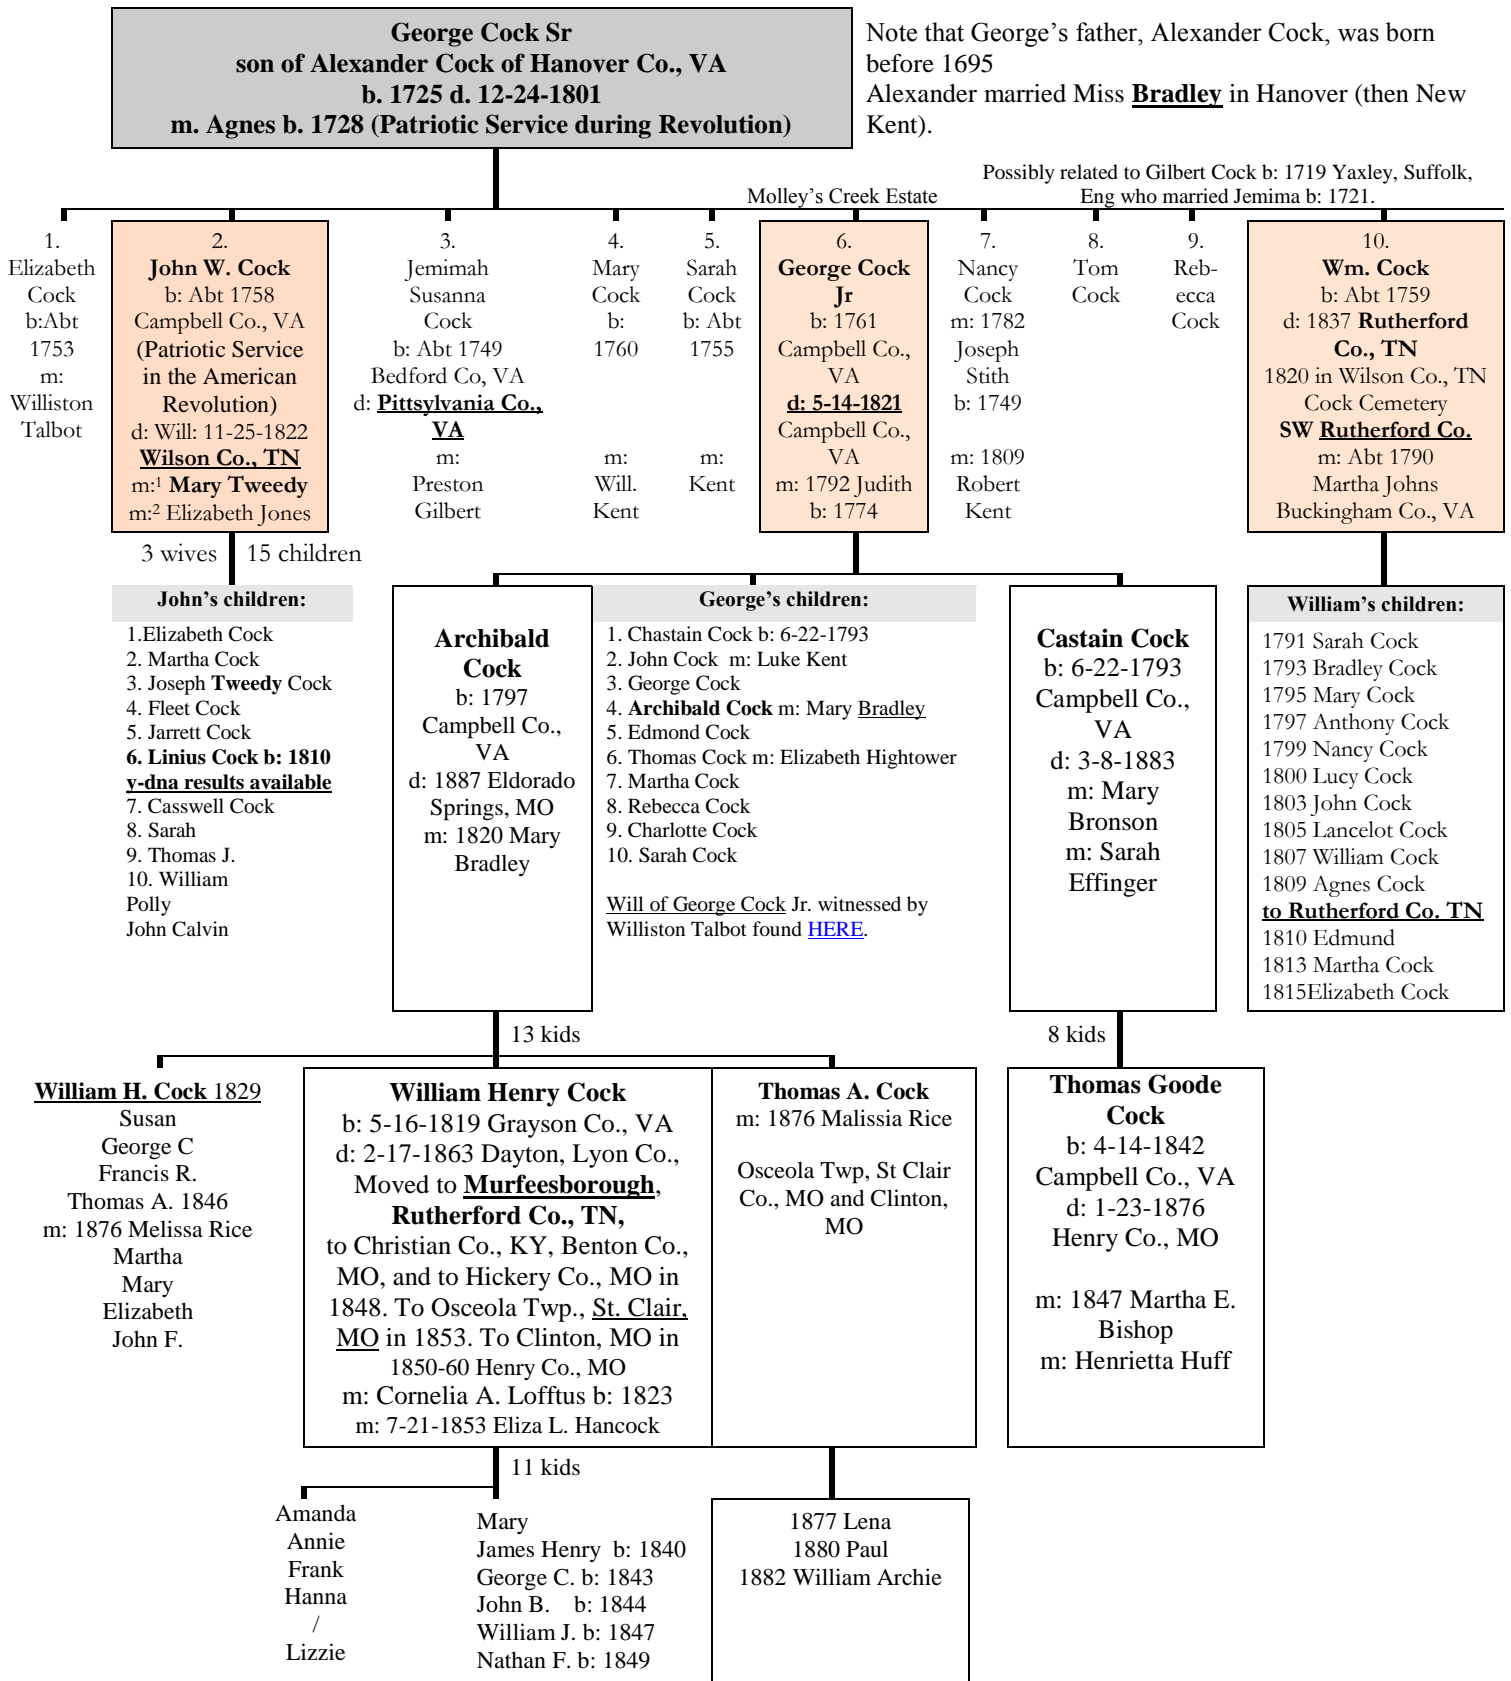 George Cock Sr
son of Alexander Cock of Hanover Co., VA
b. 1725 d. 12-24-1801
m. Agnes b. 1728 (Patriotic Service during Revolution)
Note that George's father, Alexander Cock, was born
before 1695
Alexander married Miss Bradley in Hanover (then New
Kent).
Possibly related to Gilbert Cock b: 1719 Yaxley, Suffolk,
Eng who married Jemima b: 1721.
Molley's Creek Estate
1.
Elizabeth
Cock
b:Abt
1753
m:
Williston
Talbot
2.
John W. Cock
b: Abt 1758
Campbell Co., VA
(Patriotic Service
in the American
Revolution)
d: Will: 11-25-1822
Wilson Co., TN
m:¹ Mary Tweedy
m:² Elizabeth Jones
3.
Jemimah
Susanna
Cock
b: Abt 1749
Bedford Co, VA
d: Pittsylvania Co.,
VA
m:
Preston
Gilbert
4.
Mary
Cock
b:
1760
m:
Will.
Kent
5.
Sarah
Cock
b: Abt
1755
m:
Kent
6.
George Cock
Jr
b: 1761
Campbell Co.,
VA
d: 5-14-1821
Campbell Co.,
VA
m: 1792 Judith
b: 1774
7.
Nancy
Cock
m: 1782
Joseph
Stith
b: 1749
m: 1809
Robert
Kent
8.
Tom
Cock
9.
Reb-
ecca
Cock
10.
Wm. Cock
b: Abt 1759
d: 1837 Rutherford
Co., TN
1820 in Wilson Co., TN
Cock Cemetery
SW Rutherford Co.
m: Abt 1790
Martha Johns
Buckingham Co., VA
3 wives
15 children
John's children:
1.Elizabeth Cock
2. Martha Cock
3. Joseph Tweedy Cock
4. Fleet Cock
5. Jarrett Cock
6. Linius Cock b: 1810
y-dna results available
7. Casswell Cock
8. Sarah
9. Thomas J.
10. William
Polly
John Calvin
Archibald
Cock
b: 1797
Campbell Co.,
VA
d: 1887 Eldorado
Springs, MO
m: 1820 Mary
Bradley
George's children:
1. Chastain Cock b: 6-22-1793
2. John Cock m: Luke Kent
3. George Cock
4. Archibald Cock m: Mary Bradley
5. Edmond Cock
6. Thomas Cock m: Elizabeth Hightower
7. Martha Cock
8. Rebecca Cock
9. Charlotte Cock
10. Sarah Cock
Will of George Cock Jr. witnessed by
Williston Talbot found HERE.
Castain Cock
b: 6-22-1793
Campbell Co.,
VA
d: 3-8-1883
m: Mary
Bronson
m: Sarah
Effinger
William's children:
1791 Sarah Cock
1793 Bradley Cock
1795 Mary Cock
1797 Anthony Cock
1799 Nancy Cock
1800 Lucy Cock
1803 John Cock
1805 Lancelot Cock
1807 William Cock
1809 Agnes Cock
to Rutherford Co. TN
1810 Edmund
1813 Martha Cock
1815Elizabeth Cock
13 kids
8 kids
William H. Cock 1829
Susan
George C
Francis R.
Thomas A. 1846
m: 1876 Melissa Rice
Martha
Mary
Elizabeth
John F.
William Henry Cock
b: 5-16-1819 Grayson Co., VA
d: 2-17-1863 Dayton, Lyon Co.,
Moved to Murfeesborough,
Rutherford Co., TN,
to Christian Co., KY, Benton Co.,
MO, and to Hickery Co., MO in
1848. To Osceola Twp., St. Clair,
MO in 1853. To Clinton, MO in
1850-60 Henry Co., MO
m: Cornelia A. Lofftus b: 1823
m: 7-21-1853 Eliza L. Hancock
Thomas A. Cock
m: 1876 Malissia Rice
Osceola Twp, St Clair
Co., MO and Clinton,
MO
Thomas Goode
Cock
b: 4-14-1842
Campbell Co., VA
d: 1-23-1876
Henry Co., MO
m: 1847 Martha E.
Bishop
m: Henrietta Huff
11 kids
Amanda
Annie
Frank
Hanna
/
Lizzie
Mary
James Henry b: 1840
George C. b: 1843
John B. b: 1844
William J. b: 1847
Nathan F. b: 1849
1877 Lena
1880 Paul
1882 William Archie